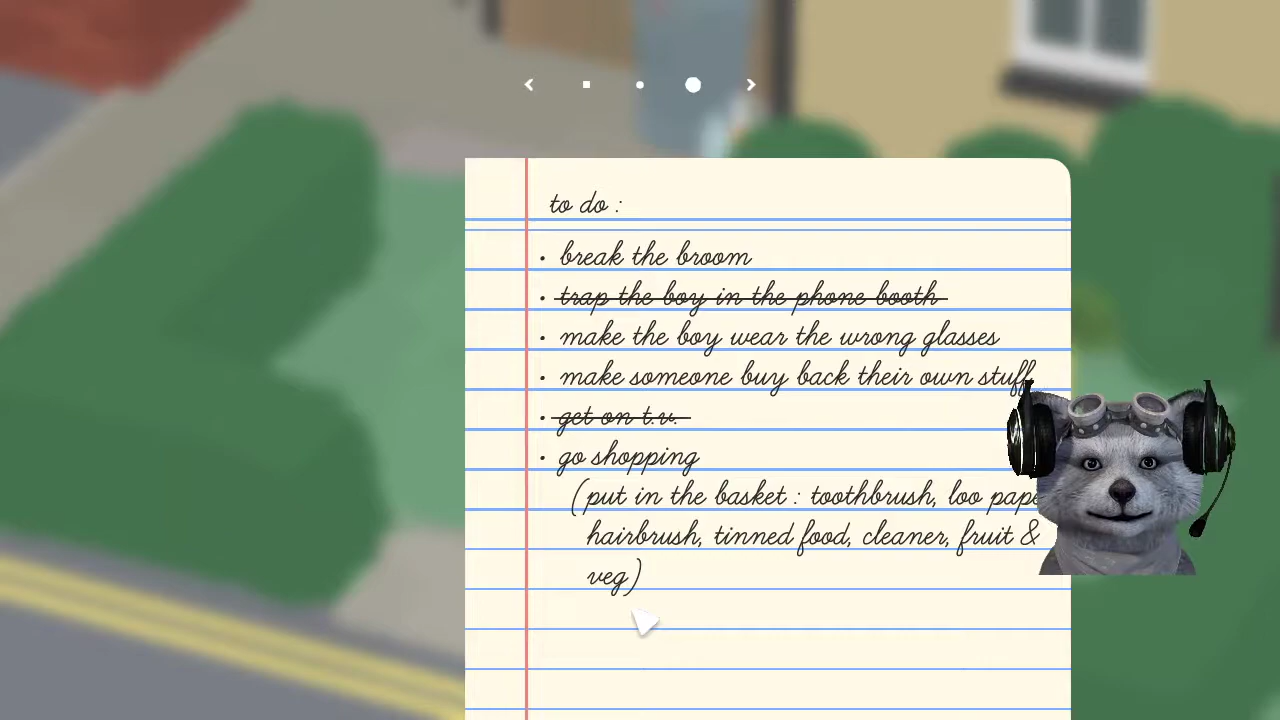 to do :
• break the broom
• trap the boy in the phone booth
• make the boy wear the wrong glasses
• make someone buy back their own stuff
• get on t.v.
• go shopping
(put in the basket : toothbrush, loo pape
hairbrush, tinned food, cleaner, fruit &
veg)